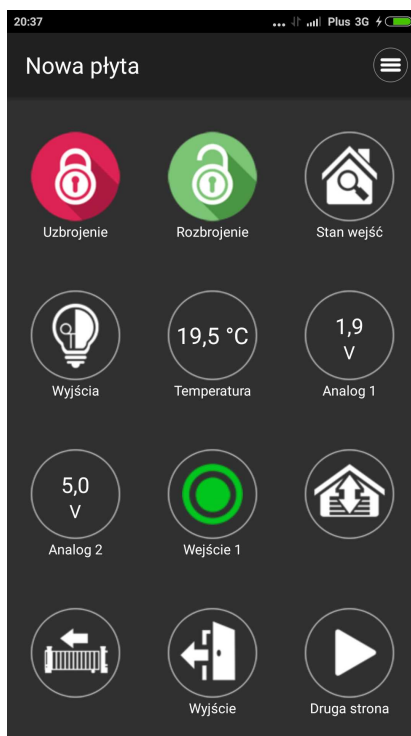 20:37
... Plus 3G
Nowa płyta
Uzbrojenie
Rozbrojenie
Stan wejść
Wyjścia
19,5 °C
Temperatura
1,9
V
Analog 1
5,0
V
Analog 2
Wejście 1
Wyjście
Druga strona